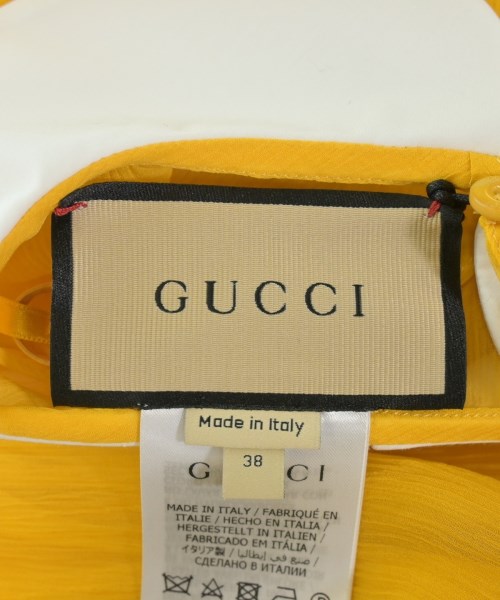 GUCCI
Made in Italy
38
GUCCI
MADE IN ITALY / FABRIQUÉ EN
ITALIE / HECHO EN ITALIA /
HERGESTELLT IN ITALIEN /
FABRICADO EM ITÁLIA /
イタリア製 / صنع في إيطاليا /
СДЕЛАНО В ИТАЛИИ